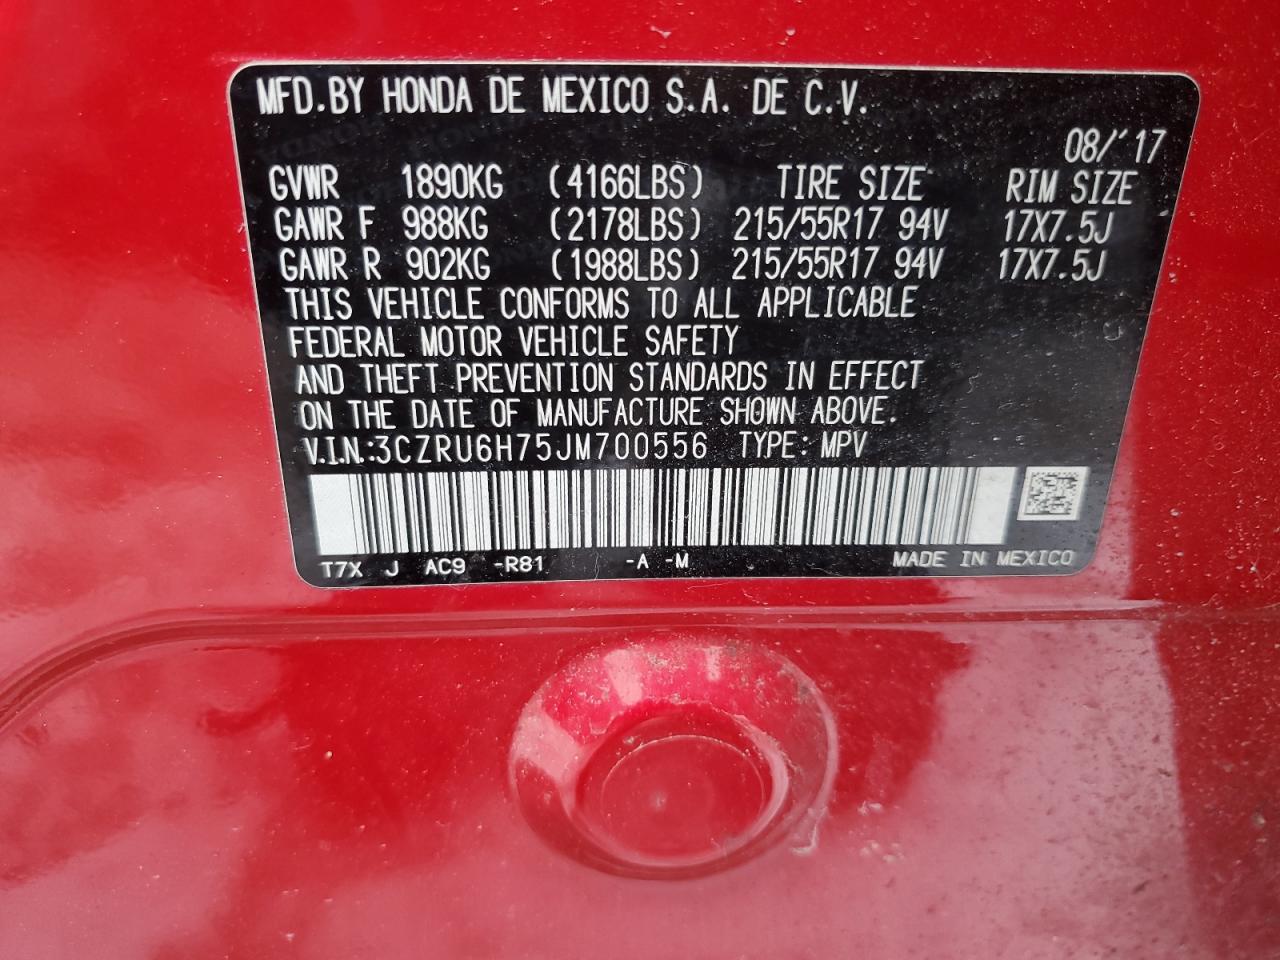 MFD.BY HONDA DE MEXICO S.A. DE C.V.
08/'17
GVWR 1890KG (4166LBS) TIRE SIZE RIM SIZE
GAWR F 988KG (2178LBS) 215/55R17 94V 17X7.5J
GAWR R 902KG (1988LBS) 215/55R17 94V 17X7.5J
THIS VEHICLE CONFORMS TO ALL APPLICABLE
FEDERAL MOTOR VEHICLE SAFETY
AND THEFT PREVENTION STANDARDS IN EFFECT
ON THE DATE OF MANUFACTURE SHOWN ABOVE.
V.I.N.:3CZRU6H75JM700556 TYPE: MPV
T7X J AC9 -R81 -A -M MADE IN MEXICO